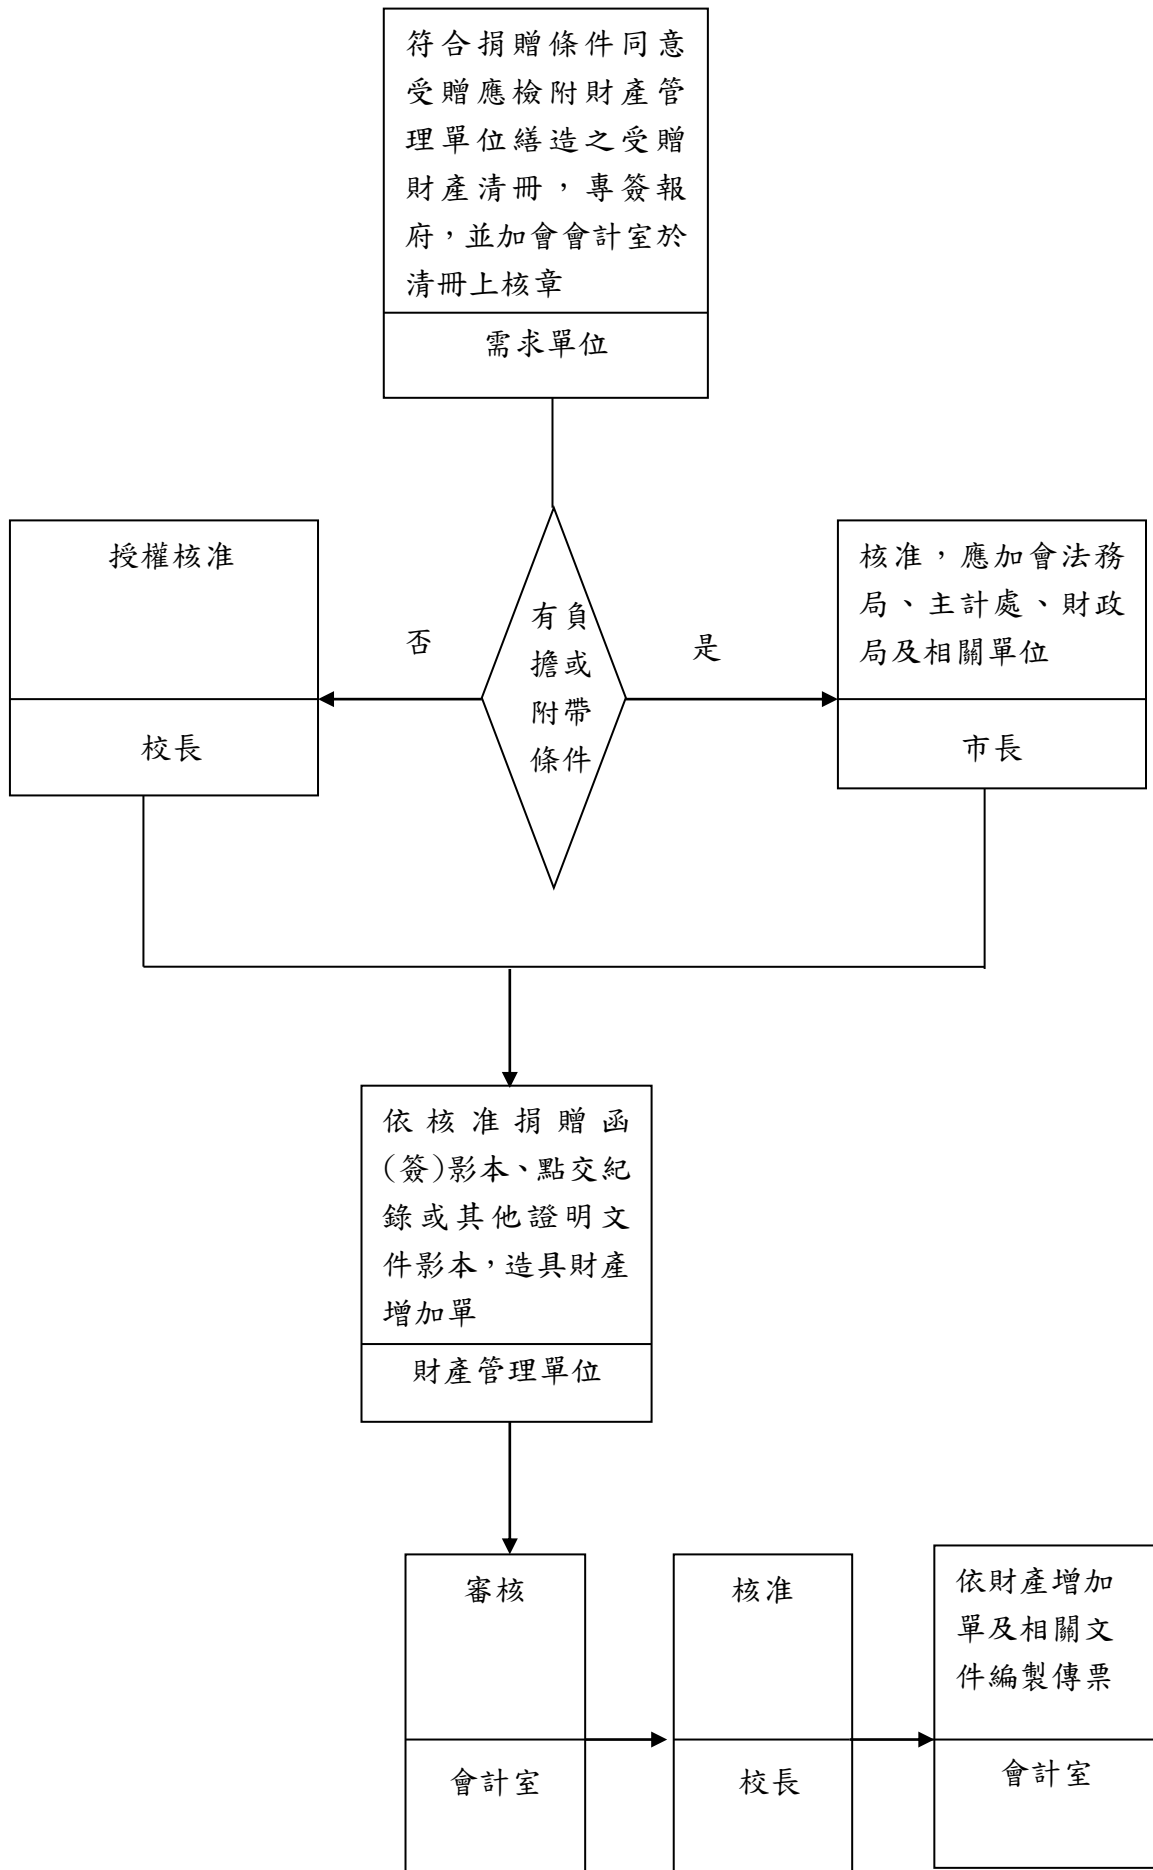 符合捐贈條件同意
受贈應檢附財產管
理單位繕造之受贈
財產清冊，專簽報
府，並加會會計室於
清冊上核章
需求單位
授權核准
校長
否
有負
擔或
附帶
條件
是
核准，應加會法務
局、主計處、財政
局及相關單位
市長
依核准捐贈函
(簽)影本、點交紀
錄或其他證明文
件影本，造具財產
增加單
財產管理單位
審核
會計室
核准
校長
依財產增加
單及相關文
件編製傳票
會計室